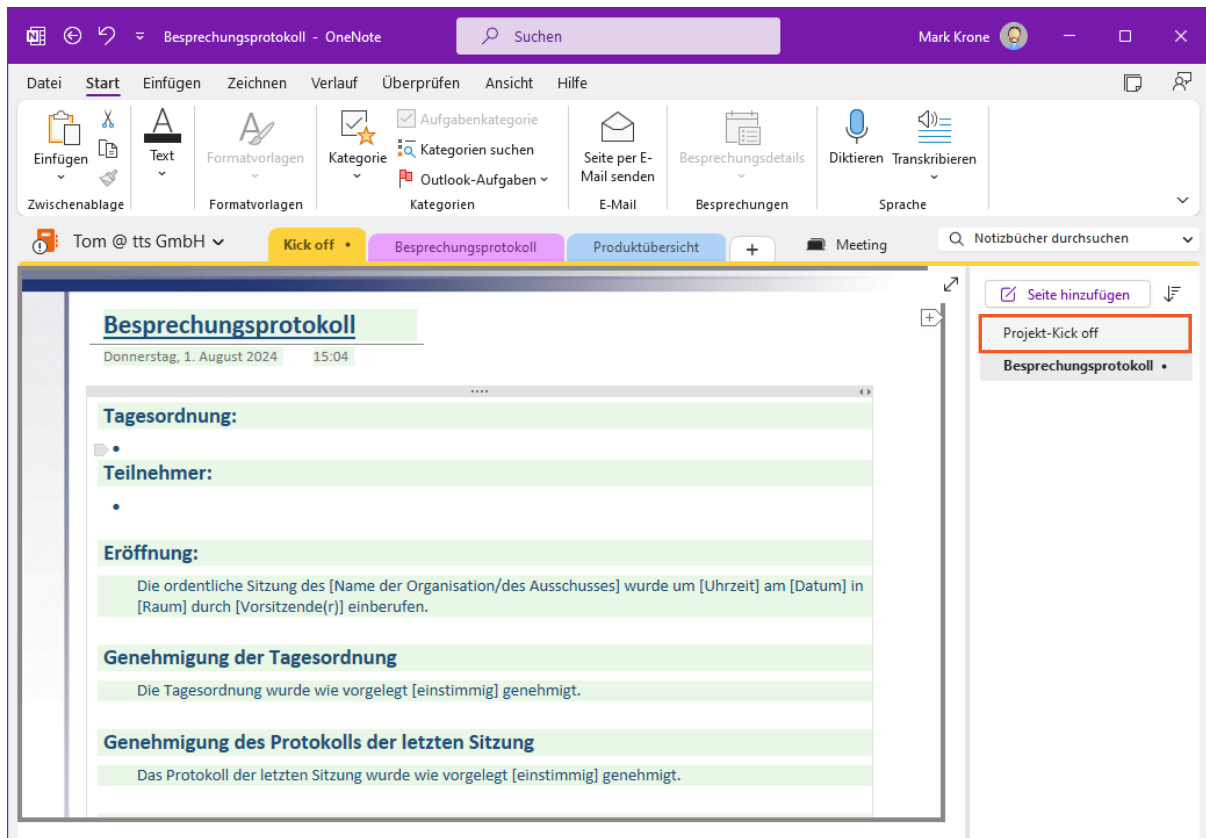 Besprechungsprotokoll - OneNote
Suchen
Mark Krone
Datei Start Einfügen Zeichnen Verlauf Überprüfen Ansicht Hilfe
Einfügen
Zwischenablage
Text
Formatvorlagen
Formatvorlagen
Kategorie
Aufgabenkategorie
Kategorien suchen
Outlook-Aufgaben
Kategorien
Seite per E-
Mail senden
E-Mail
Besprechungsdetails
Besprechungen
Diktieren
Transkribieren
Sprache
Tom @ tts GmbH
Kick off •
Besprechungsprotokoll
Produktübersicht
+
Meeting
Notizbücher durchsuchen
Besprechungsprotokoll
Donnerstag, 1. August 2024 15:04
Tagesordnung:
•
Teilnehmer:
•
Eröffnung:
Die ordentliche Sitzung des [Name der Organisation/des Ausschusses] wurde um [Uhrzeit] am [Datum] in
[Raum] durch [Vorsitzende(r)] einberufen.
Genehmigung der Tagesordnung
Die Tagesordnung wurde wie vorgelegt [einstimmig] genehmigt.
Genehmigung des Protokolls der letzten Sitzung
Das Protokoll der letzten Sitzung wurde wie vorgelegt [einstimmig] genehmigt.
Seite hinzufügen
Projekt-Kick off
Besprechungsprotokoll •